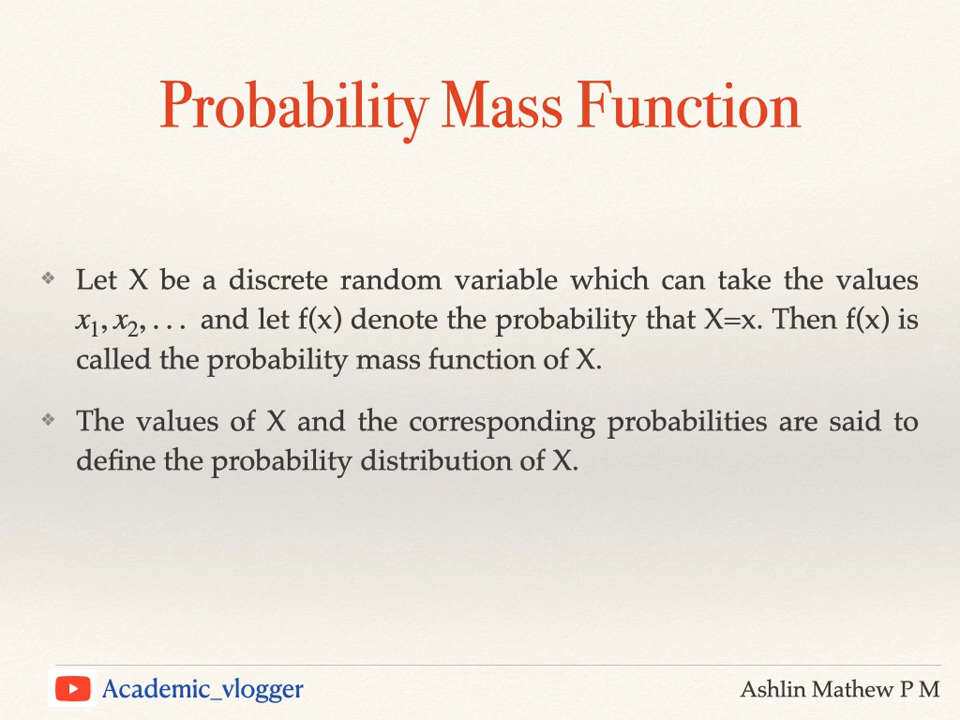 Probability Mass Function
❖ Let X be a discrete random variable which can take the values
x₁, x₂, . . . and let f(x) denote the probability that X=x. Then f(x) is
called the probability mass function of X.
❖ The values of X and the corresponding probabilities are said to
define the probability distribution of X.
Academic_vlogger
Ashlin Mathew P M